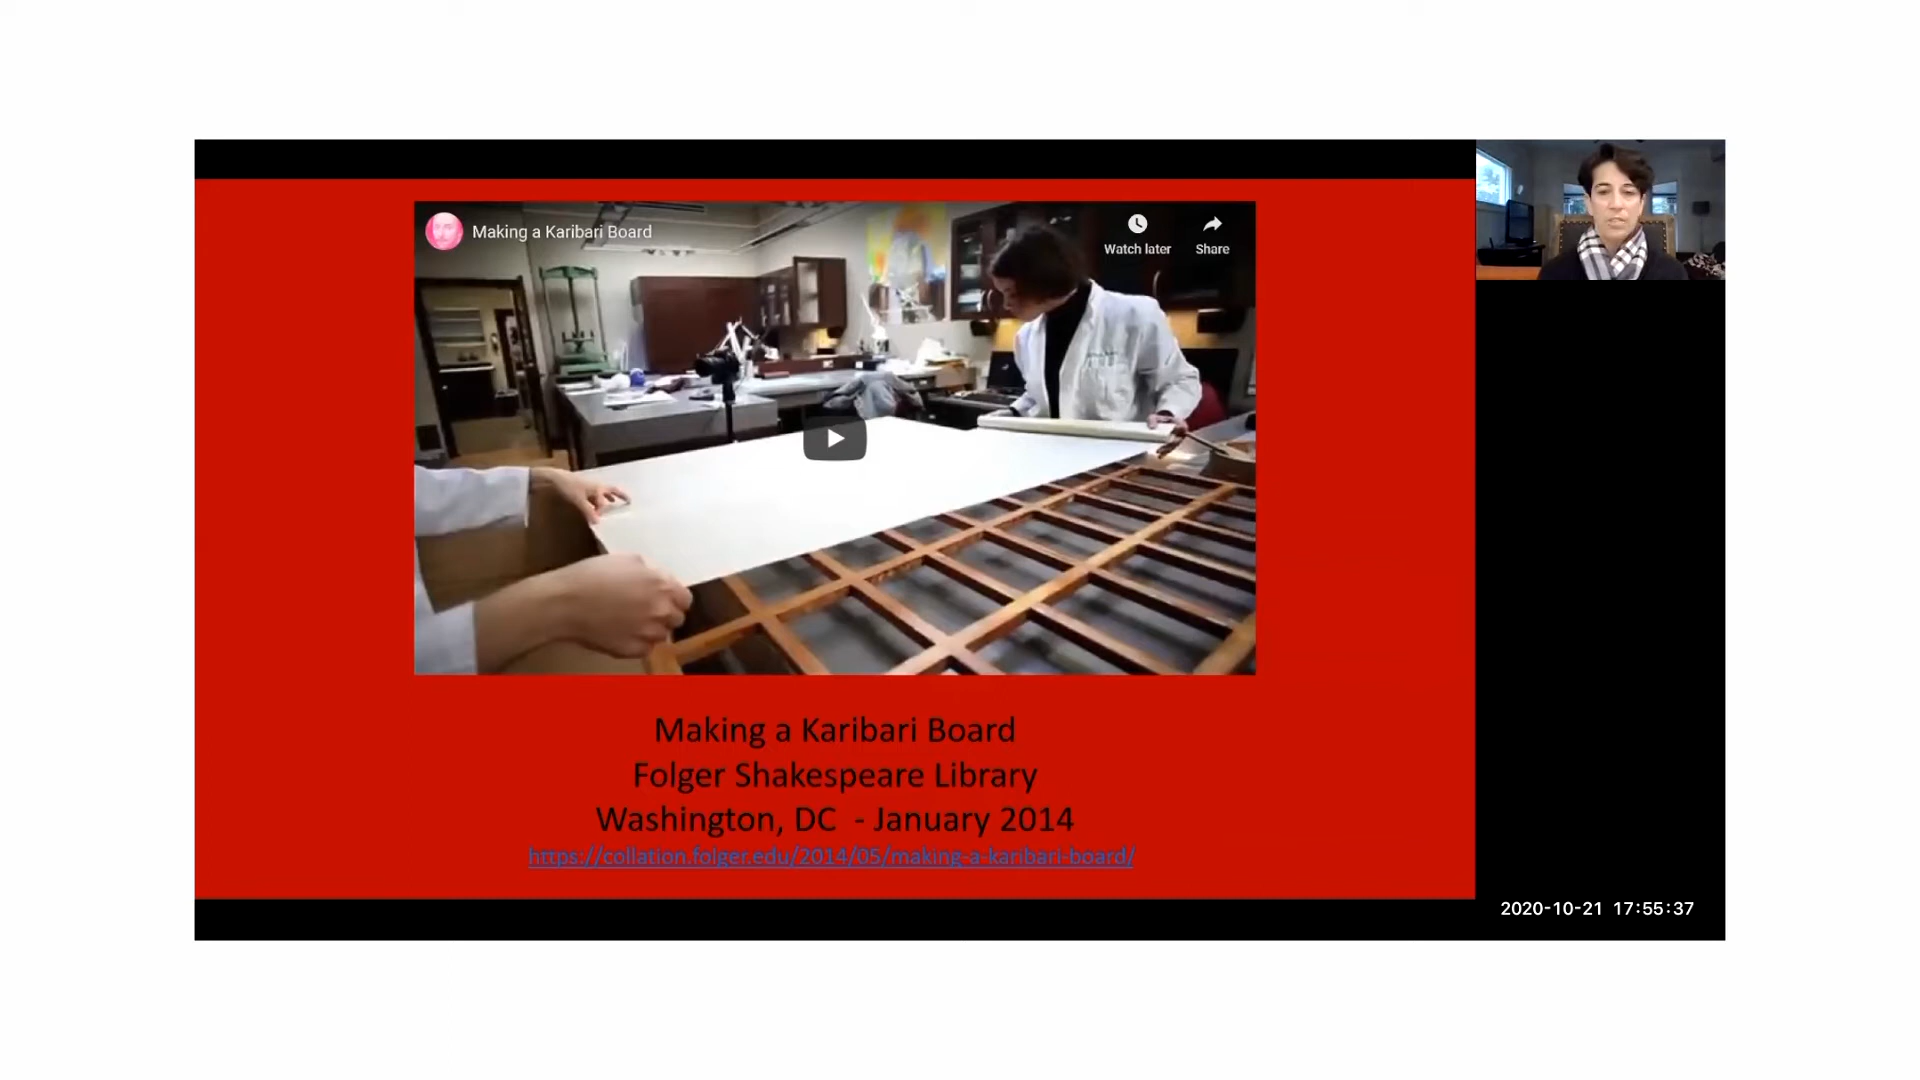 Making a Karibari Board
Watch later
Share
Making a Karibari Board
Folger Shakespeare Library
Washington, DC - January 2014
https://collation.folger.edu/2014/05/making-a-karibari-board/
2020-10-21 17:55:37